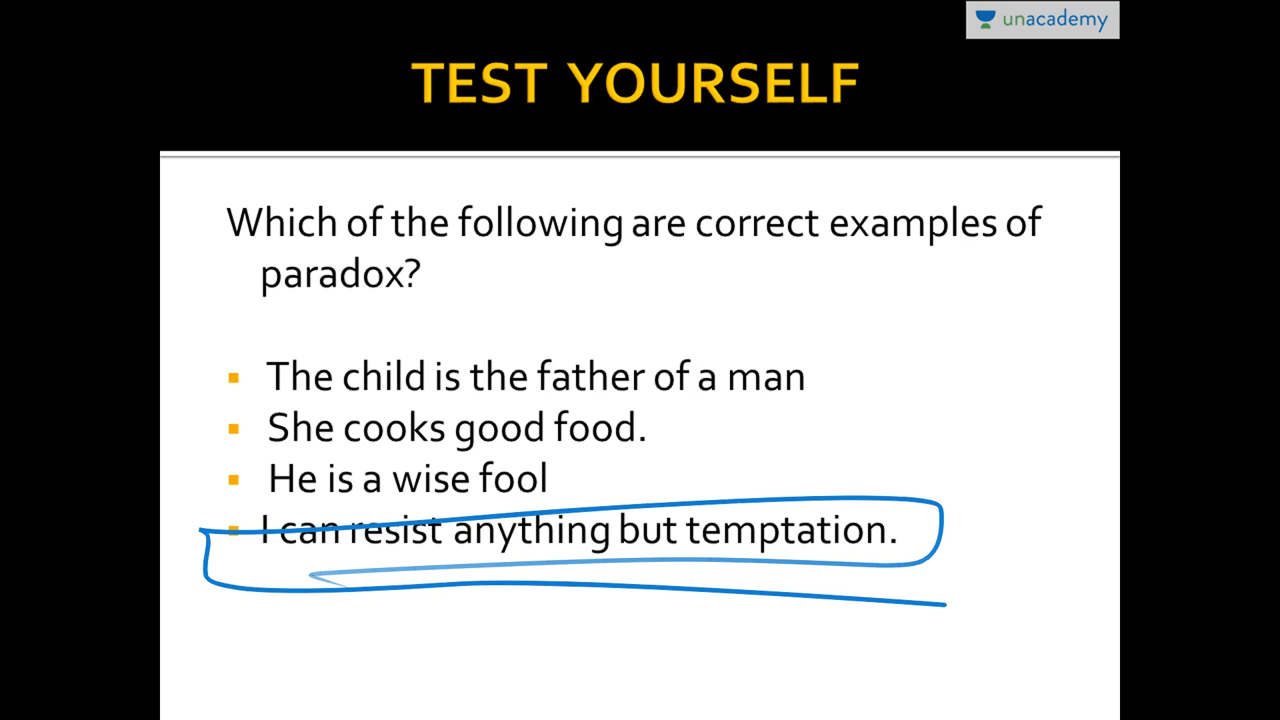 unacademy
TEST YOURSELF
Which of the following are correct examples of
paradox?
The child is the father of a man
She cooks good food.
He is a wise fool
I can resist anything but temptation.